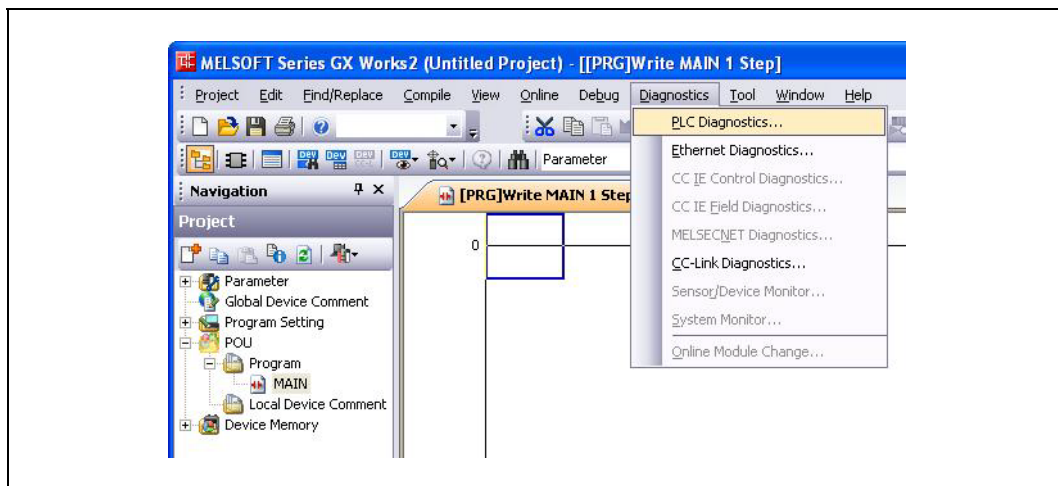 MELSOFT Series GX Works2 (Untitled Project) - [[PRG]Write MAIN 1 Step]
Project Edit Find/Replace Compile View Online Debug Diagnostics Tool Window Help
Parameter
PLC Diagnostics...
Ethernet Diagnostics...
CC IE Control Diagnostics...
CC IE Field Diagnostics...
MELSECNET Diagnostics...
CC-Link Diagnostics...
Sensor/Device Monitor...
System Monitor...
Online Module Change...
Navigation
[PRG]Write MAIN 1 Step
Project
0
Parameter
Global Device Comment
Program Setting
POU
Program
MAIN
Local Device Comment
Device Memory